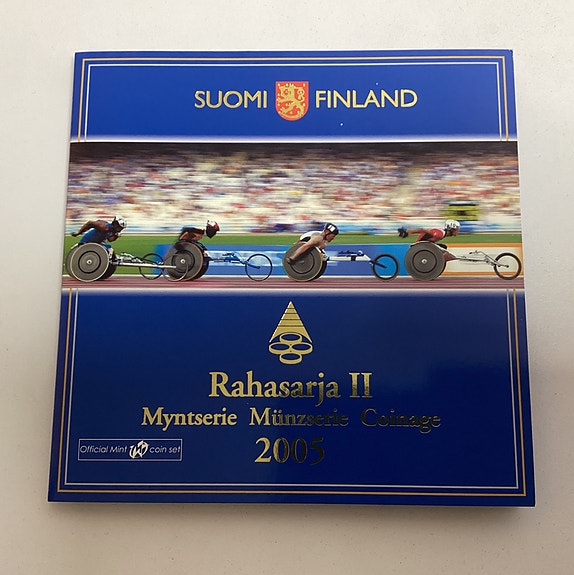 SUOMI FINLAND
Rahasarja II
Myntserie Münzserie Coinage
2005
Official Mint coin set